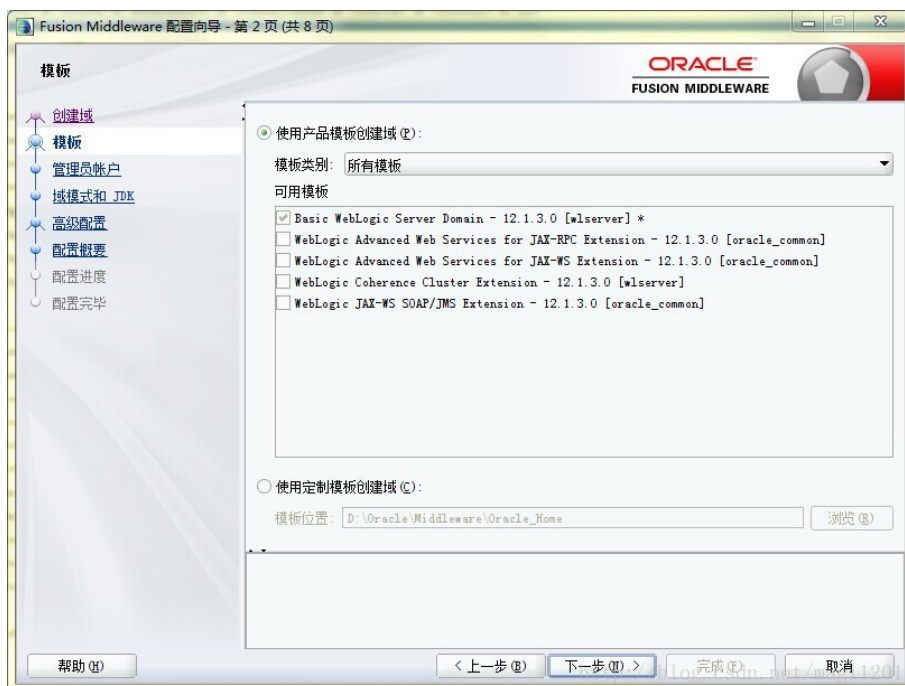 Fusion Middleware 配置向导 - 第 2 页 (共 8 页)
模板
ORACLE
FUSION MIDDLEWARE
创建域
模板
管理员帐户
域模式和 JDK
高级配置
配置概要
配置进度
配置完毕
使用产品模板创建域(P):
模板类别: 所有模板
可用模板
Basic WebLogic Server Domain - 12.1.3.0 [wlserver] *
WebLogic Advanced Web Services for JAX-RPC Extension - 12.1.3.0 [oracle_common]
WebLogic Advanced Web Services for JAX-WS Extension - 12.1.3.0 [oracle_common]
WebLogic Coherence Cluster Extension - 12.1.3.0 [wlserver]
WebLogic JAX-WS SOAP/JMS Extension - 12.1.3.0 [oracle_common]
使用定制模板创建域(C):
模板位置: D:\Oracle\Middleware\Oracle_Home 浏览(R)
帮助(H) < 上一步(B) 下一步(N) > 完成(F) 取消